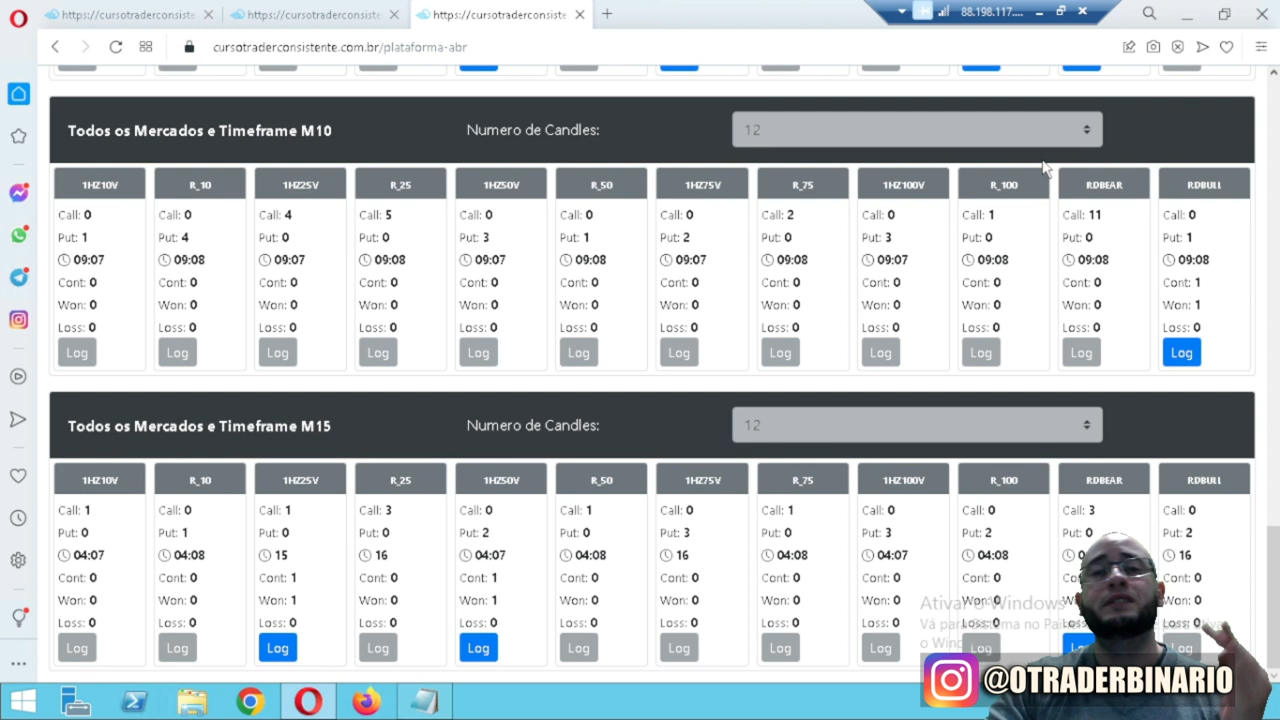 https://cursotraderconsiste
https://cursotraderconsiste
https://cursotraderconsiste
88.198.117....
cursotraderconsistente.com.br/plataforma-abr
Todos os Mercados e Timeframe M10 Numero de Candles: 12
1HZ10V R_10 1HZ25V R_25 1HZ50V R_50 1HZ75V R_75 1HZ100V R_100 RDBEAR RDBULL
Call: 0 Call: 0 Call: 4 Call: 5 Call: 0 Call: 0 Call: 0 Call: 2 Call: 0 Call: 1 Call: 11 Call: 0
Put: 1 Put: 4 Put: 0 Put: 0 Put: 3 Put: 1 Put: 2 Put: 0 Put: 3 Put: 0 Put: 0 Put: 1
09:07 09:08 09:07 09:08 09:07 09:08 09:07 09:08 09:07 09:08 09:08 09:08
Cont: 0 Cont: 0 Cont: 0 Cont: 0 Cont: 0 Cont: 0 Cont: 0 Cont: 0 Cont: 0 Cont: 0 Cont: 0 Cont: 1
Won: 0 Won: 0 Won: 0 Won: 0 Won: 0 Won: 0 Won: 0 Won: 0 Won: 0 Won: 0 Won: 0 Won: 1
Loss: 0 Loss: 0 Loss: 0 Loss: 0 Loss: 0 Loss: 0 Loss: 0 Loss: 0 Loss: 0 Loss: 0 Loss: 0 Loss: 0
Log Log Log Log Log Log Log Log Log Log Log Log
Todos os Mercados e Timeframe M15 Numero de Candles: 12
1HZ10V R_10 1HZ25V R_25 1HZ50V R_50 1HZ75V R_75 1HZ100V R_100 RDBEAR RDBULL
Call: 1 Call: 0 Call: 1 Call: 3 Call: 0 Call: 1 Call: 0 Call: 1 Call: 0 Call: 0 Call: 3 Call: 0
Put: 0 Put: 1 Put: 0 Put: 0 Put: 2 Put: 0 Put: 3 Put: 0 Put: 3 Put: 2 Put: 0 Put: 2
04:07 04:08 15 16 04:07 04:08 16 04:08 04:07 04:08 16
Cont: 0 Cont: 0 Cont: 1 Cont: 0 Cont: 1 Cont: 0 Cont: 0 Cont: 0 Cont: 0 Cont: 0 Cont: 0
Won: 0 Won: 0 Won: 1 Won: 0 Won: 1 Won: 0 Won: 0 Won: 0 Won: 0 Won: 0 Won: 0
Loss: 0 Loss: 0 Loss: 0 Loss: 0 Loss: 0 Loss: 0 Loss: 0 Loss: 0 Loss: 0 Loss: 0 Loss: 0
Log Log Log Log Log Log Log Log Log Log Log
Ativar o Windows
Vá para Sistema no
o
@OTRADERBINARIO